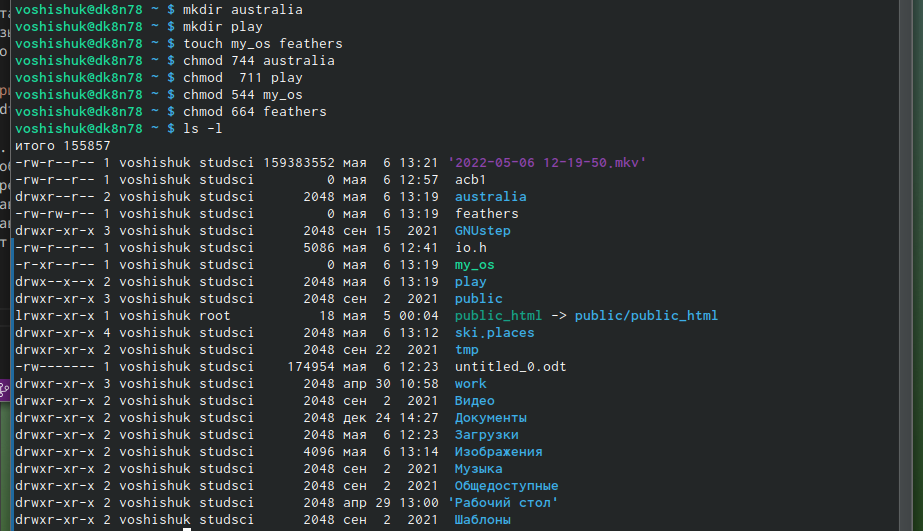 voshishuk@dk8n78 ~ $ mkdir australia
voshishuk@dk8n78 ~ $ mkdir play
voshishuk@dk8n78 ~ $ touch my_os feathers
voshishuk@dk8n78 ~ $ chmod 744 australia
voshishuk@dk8n78 ~ $ chmod  711 play
voshishuk@dk8n78 ~ $ chmod 544 my_os
voshishuk@dk8n78 ~ $ chmod 664 feathers
voshishuk@dk8n78 ~ $ ls -l
итого 155857
-rw-r--r-- 1 voshishuk studsci 159383552 мая  6 13:21 '2022-05-06 12-19-50.mkv'
-rw-r--r-- 1 voshishuk studsci         0 мая  6 12:57  acb1
drwxr--r-- 2 voshishuk studsci      2048 мая  6 13:19  australia
-rw-rw-r-- 1 voshishuk studsci         0 мая  6 13:19  feathers
drwxr-xr-x 3 voshishuk studsci      2048 сен 15  2021  GNUstep
-rw-r--r-- 1 voshishuk studsci      5086 мая  6 12:41  io.h
-r-xr--r-- 1 voshishuk studsci         0 мая  6 13:19  my_os
drwx--x--x 2 voshishuk studsci      2048 мая  6 13:19  play
drwxr-xr-x 3 voshishuk studsci      2048 сен  2  2021  public
lrwxr-xr-x 1 voshishuk root           18 мая  5 00:04  public_html -> public/public_html
drwxr-xr-x 4 voshishuk studsci      2048 мая  6 13:12  ski.places
drwxr-xr-x 2 voshishuk studsci      2048 сен 22  2021  tmp
-rw------- 1 voshishuk studsci    174954 мая  6 12:23  untitled_0.odt
drwxr-xr-x 3 voshishuk studsci      2048 апр 30 10:58  work
drwxr-xr-x 2 voshishuk studsci      2048 сен  2  2021  Видео
drwxr-xr-x 2 voshishuk studsci      2048 дек 24 14:27  Документы
drwxr-xr-x 2 voshishuk studsci      2048 мая  6 12:23  Загрузки
drwxr-xr-x 2 voshishuk studsci      4096 мая  6 13:14  Изображения
drwxr-xr-x 2 voshishuk studsci      2048 сен  2  2021  Музыка
drwxr-xr-x 2 voshishuk studsci      2048 сен  2  2021  Общедоступные
drwxr-xr-x 2 voshishuk studsci      2048 апр 29 13:00 'Рабочий стол'
drwxr-xr-x 2 voshishuk studsci      2048 сен  2  2021  Шаблоны